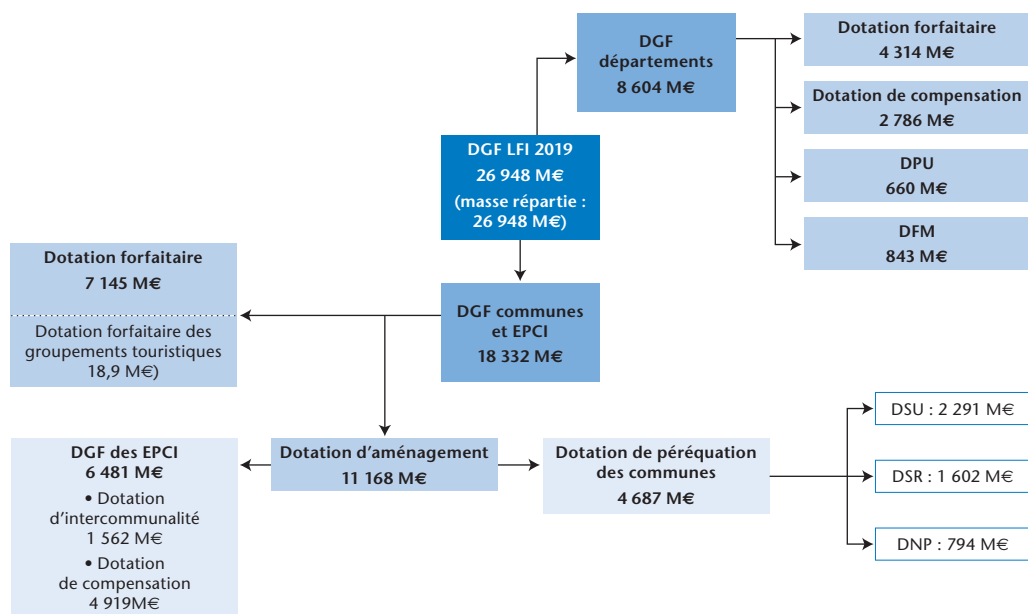 DGF
départements
8 604 M€
Dotation forfaitaire
4 314 M€
Dotation de compensation
2 786 M€
DPU
660 M€
DFM
843 M€
DGF LFI 2019
26 948 M€
(masse répartie :
26 948 M€)
Dotation forfaitaire
7 145 M€
Dotation forfaitaire des
groupements touristiques
18,9 M€)
DGF communes
et EPCI
18 332 M€
DGF des EPCI
6 481 M€
• Dotation
d'intercommunalité
1 562 M€
• Dotation
de compensation
4 919M€
Dotation d'aménagement
11 168 M€
Dotation de péréquation
des communes
4 687 M€
DSU : 2 291 M€
DSR : 1 602 M€
DNP : 794 M€